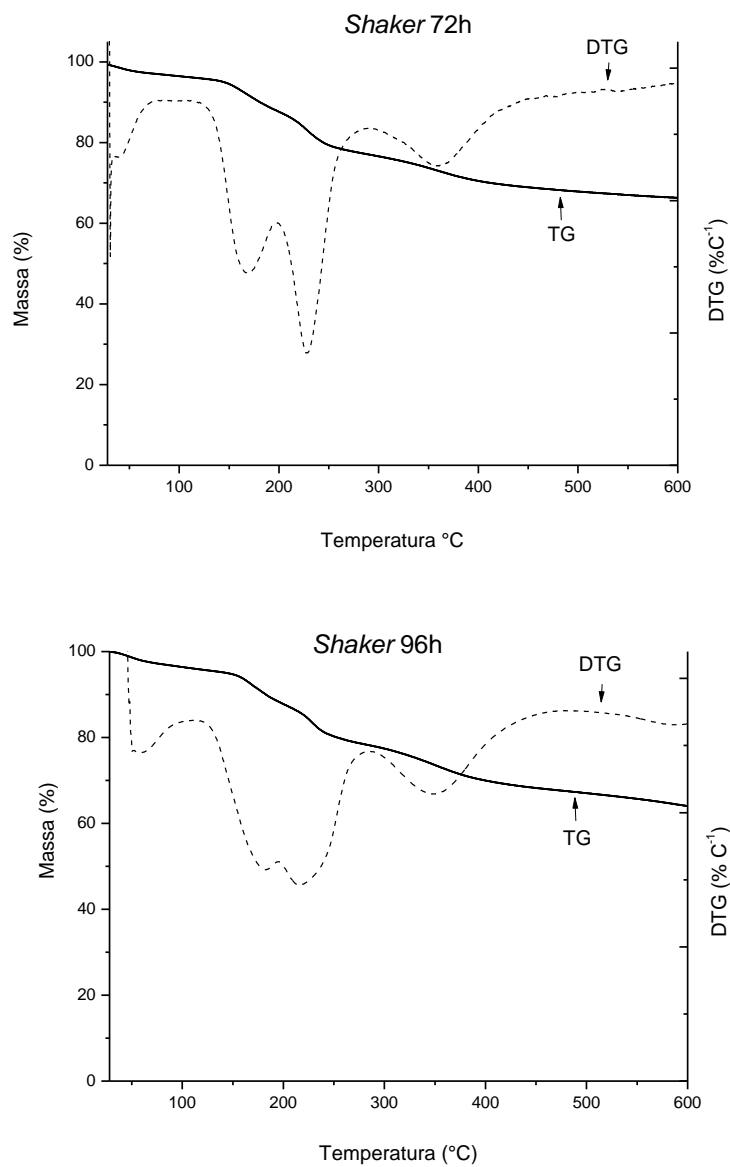 Shaker 72h
DTG
100
80
60
40
20
0
Massa (%)
TG
DTG (%C⁻¹)
100 200 300 400 500 600
Temperatura °C
Shaker 96h
DTG
100
80
60
40
20
0
Massa (%)
TG
DTG (% C⁻¹)
100 200 300 400 500 600
Temperatura (°C)